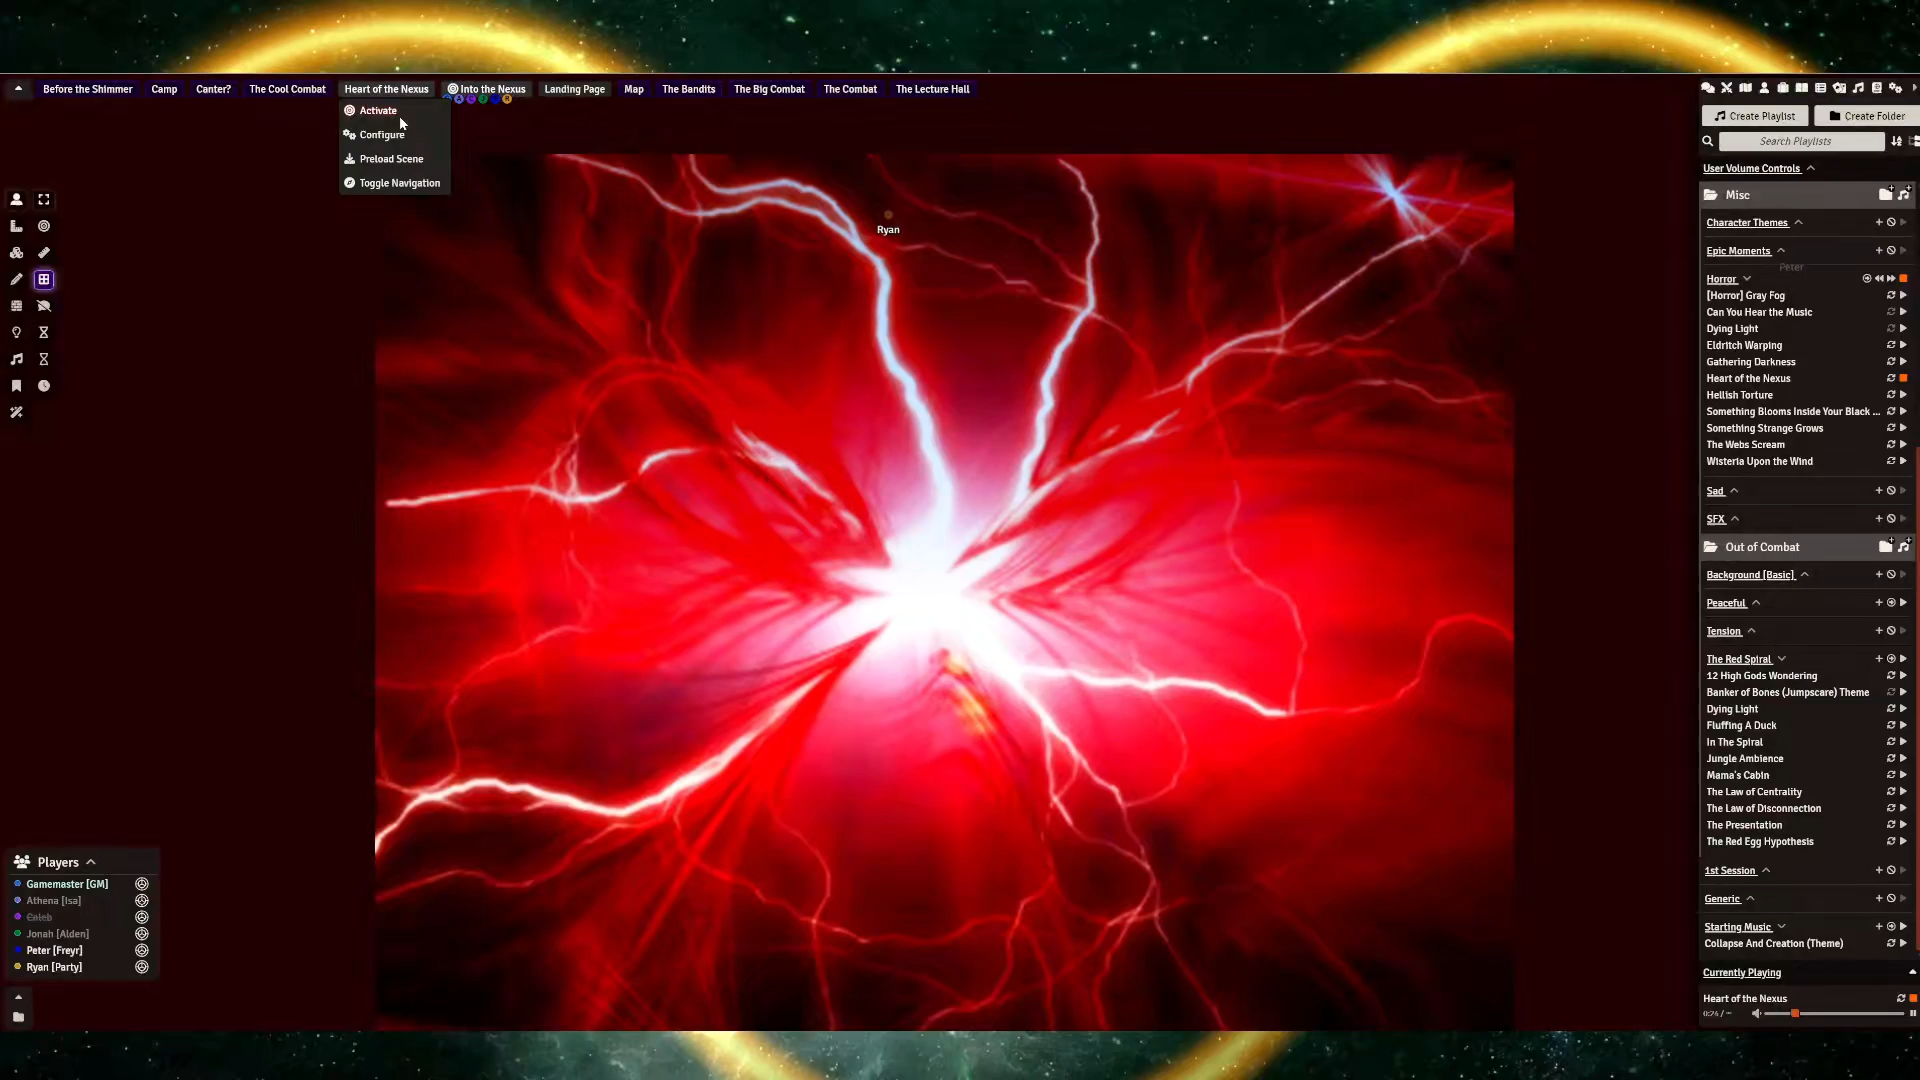 Before the Shimmer
Camp
Canter?
The Cool Combat
Heart of the Nexus
Into the Nexus
Landing Page
Map
The Bandits
The Big Combat
The Combat
The Lecture Hall
Activate
Configure
Preload Scene
Toggle Navigation
Ryan
Create Playlist
Create Folder
Search Playlists
User Volume Controls
Misc
Character Themes
Epic Moments
Peter
Horror
[Horror] Gray Fog
Can You Hear the Music
Dying Light
Eldritch Warping
Gathering Darkness
Heart of the Nexus
Hellish Torture
Something Blooms Inside Your Black ...
Something Strange Grows
The Webs Scream
Wisteria Upon the Wind
Sad
SFX
Out of Combat
Background [Basic]
Peaceful
Tension
The Red Spiral
12 High Gods Wondering
Banker of Bones (Jumpscare) Theme
Dying Light
Fluffing A Duck
In The Spiral
Jungle Ambience
Mama's Cabin
The Law of Centrality
The Law of Disconnection
The Presentation
The Red Egg Hypothesis
1st Session
Generic
Starting Music
Collapse And Creation (Theme)
Currently Playing
Heart of the Nexus
Players
Gamemaster [GM]
Athena [Isa]
Caleb
Jonah [Alden]
Peter [Freyr]
Ryan [Party]